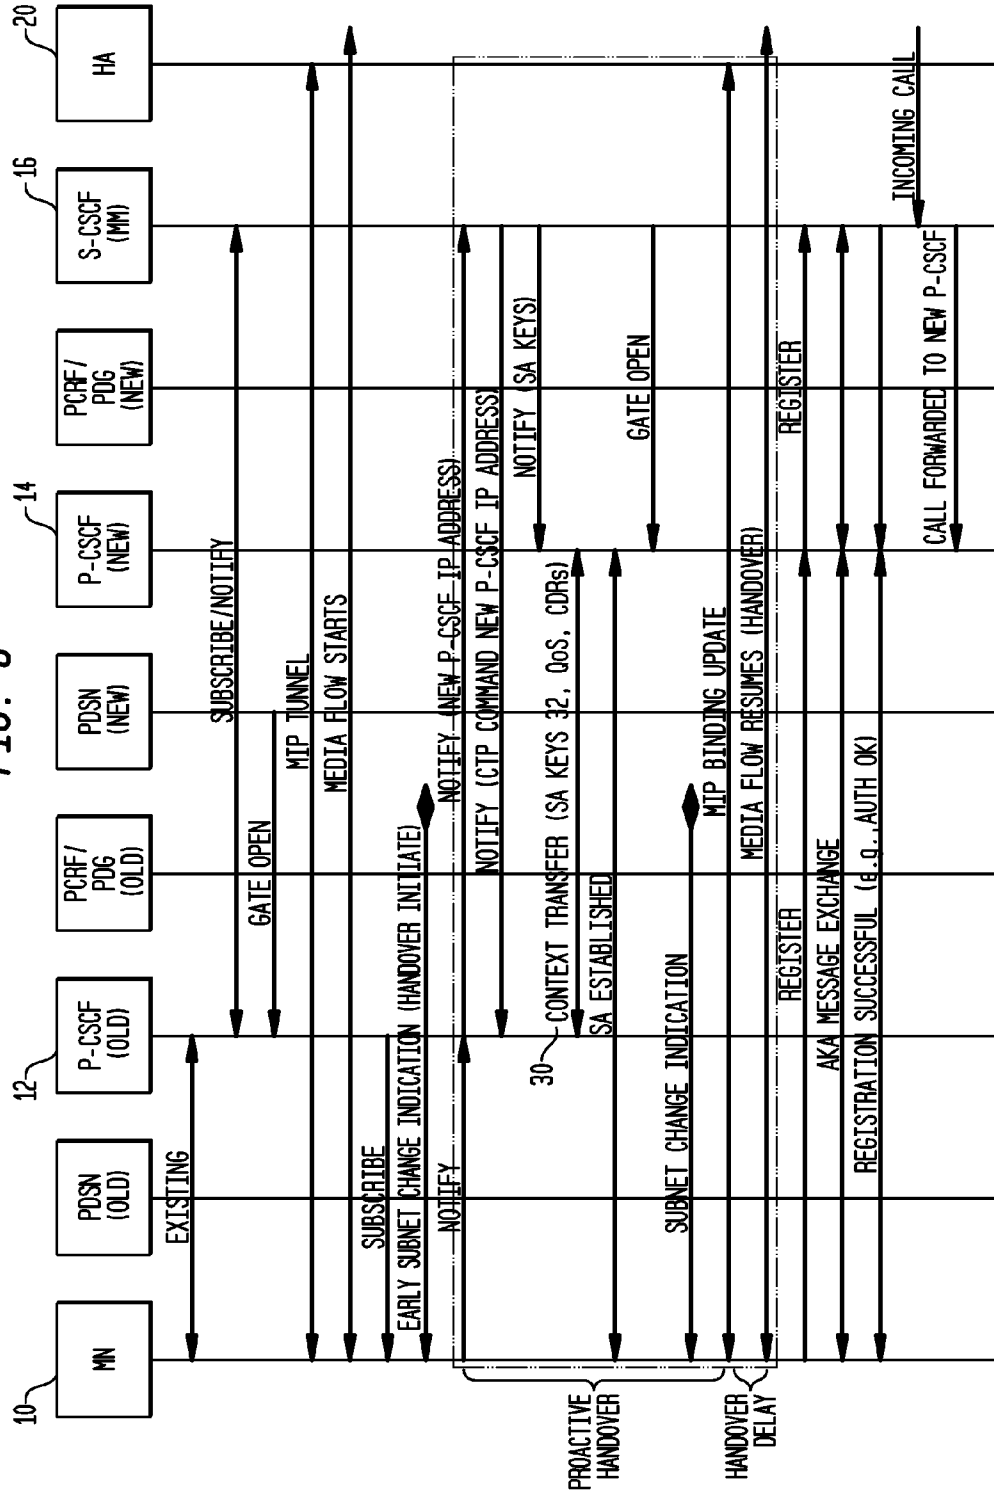 FIG. 8
10
12
14
16
20
MN
PDSN
(OLD)
P-CSCF
(OLD)
PCRF/
PDG
(OLD)
PDSN
(NEW)
P-CSCF
(NEW)
PCRF/
PDG
(NEW)
S-CSCF
(MM)
HA
EXISTING
SUBSCRIBE/NOTIFY
GATE OPEN
MIP TUNNEL
MEDIA FLOW STARTS
SUBSCRIBE
EARLY SUBNET CHANGE INDICATION (HANDOVER INITIATE)
NOTIFY
NOTIFY (NEW P-CSCF IP ADDRESS)
NOTIFY (CTP COMMAND NEW P-CSCF IP ADDRESS)
NOTIFY (SA KEYS)
30
CONTEXT TRANSFER (SA KEYS 32, QoS, CDRs)
SA ESTABLISHED
GATE OPEN
SUBNET CHANGE INDICATION
MIP BINDING UPDATE
MEDIA FLOW RESUMES (HANDOVER)
PROACTIVE
HANDOVER
HANDOVER
DELAY
REGISTER
REGISTER
AKA MESSAGE EXCHANGE
REGISTRATION SUCCESSFUL (e.g., AUTH OK)
INCOMING CALL
CALL FORWARDED TO NEW P-CSCF